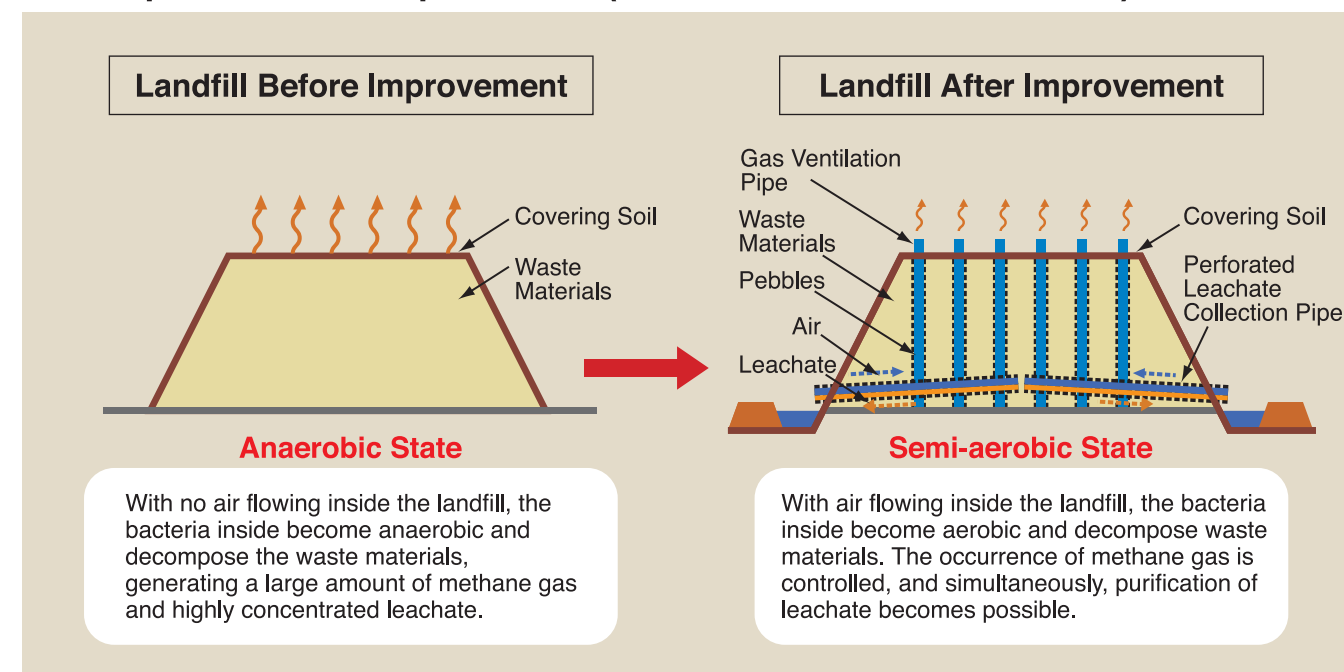 Landfill Before Improvement
Covering Soil
Waste
Materials
Anaerobic State
With no air flowing inside the landfill, the
bacteria inside become anaerobic and
decompose the waste materials,
generating a large amount of methane gas
and highly concentrated leachate.
Landfill After Improvement
Gas Ventilation
Pipe
Waste
Materials
Pebbles
Air
Leachate
Covering Soil
Perforated
Leachate
Collection Pipe
Semi-aerobic State
With air flowing inside the landfill, the bacteria
inside become aerobic and decompose waste
materials. The occurrence of methane gas is
controlled, and simultaneously, purification of
leachate becomes possible.